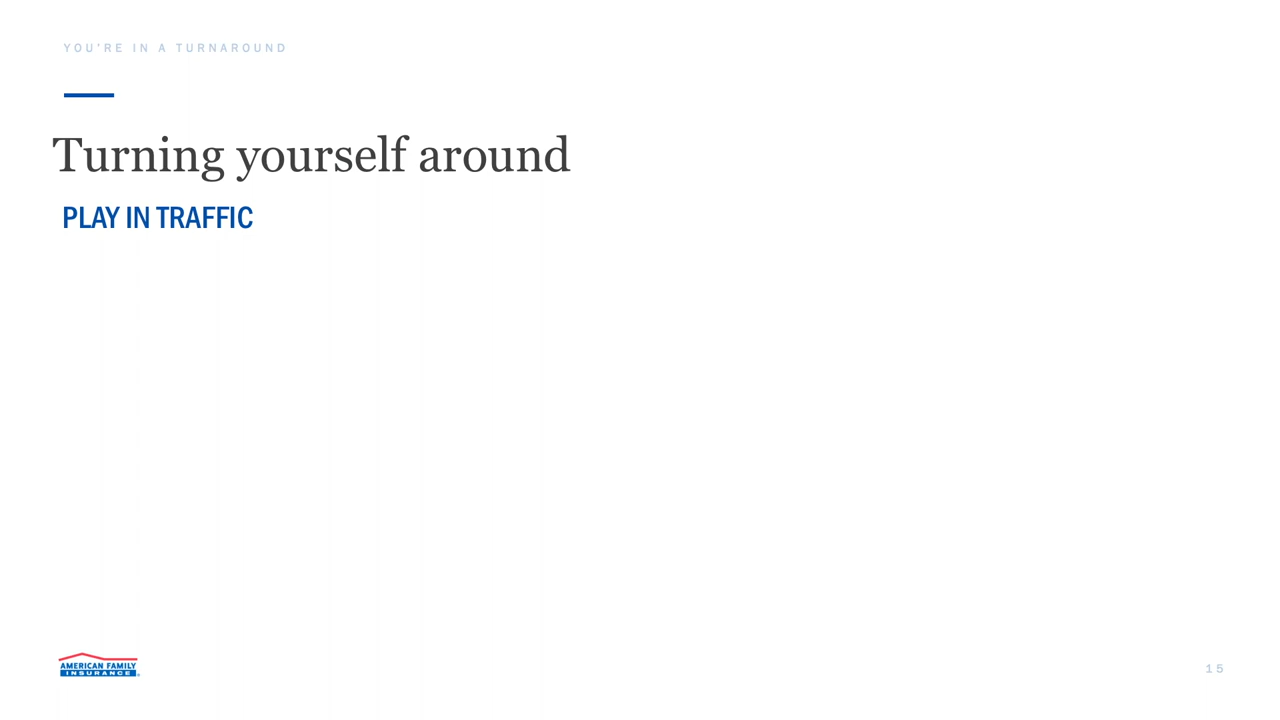 YOU'RE IN A TURNAROUND
Turning yourself around
PLAY IN TRAFFIC
AMERICAN FAMILY
INSURANCE
15